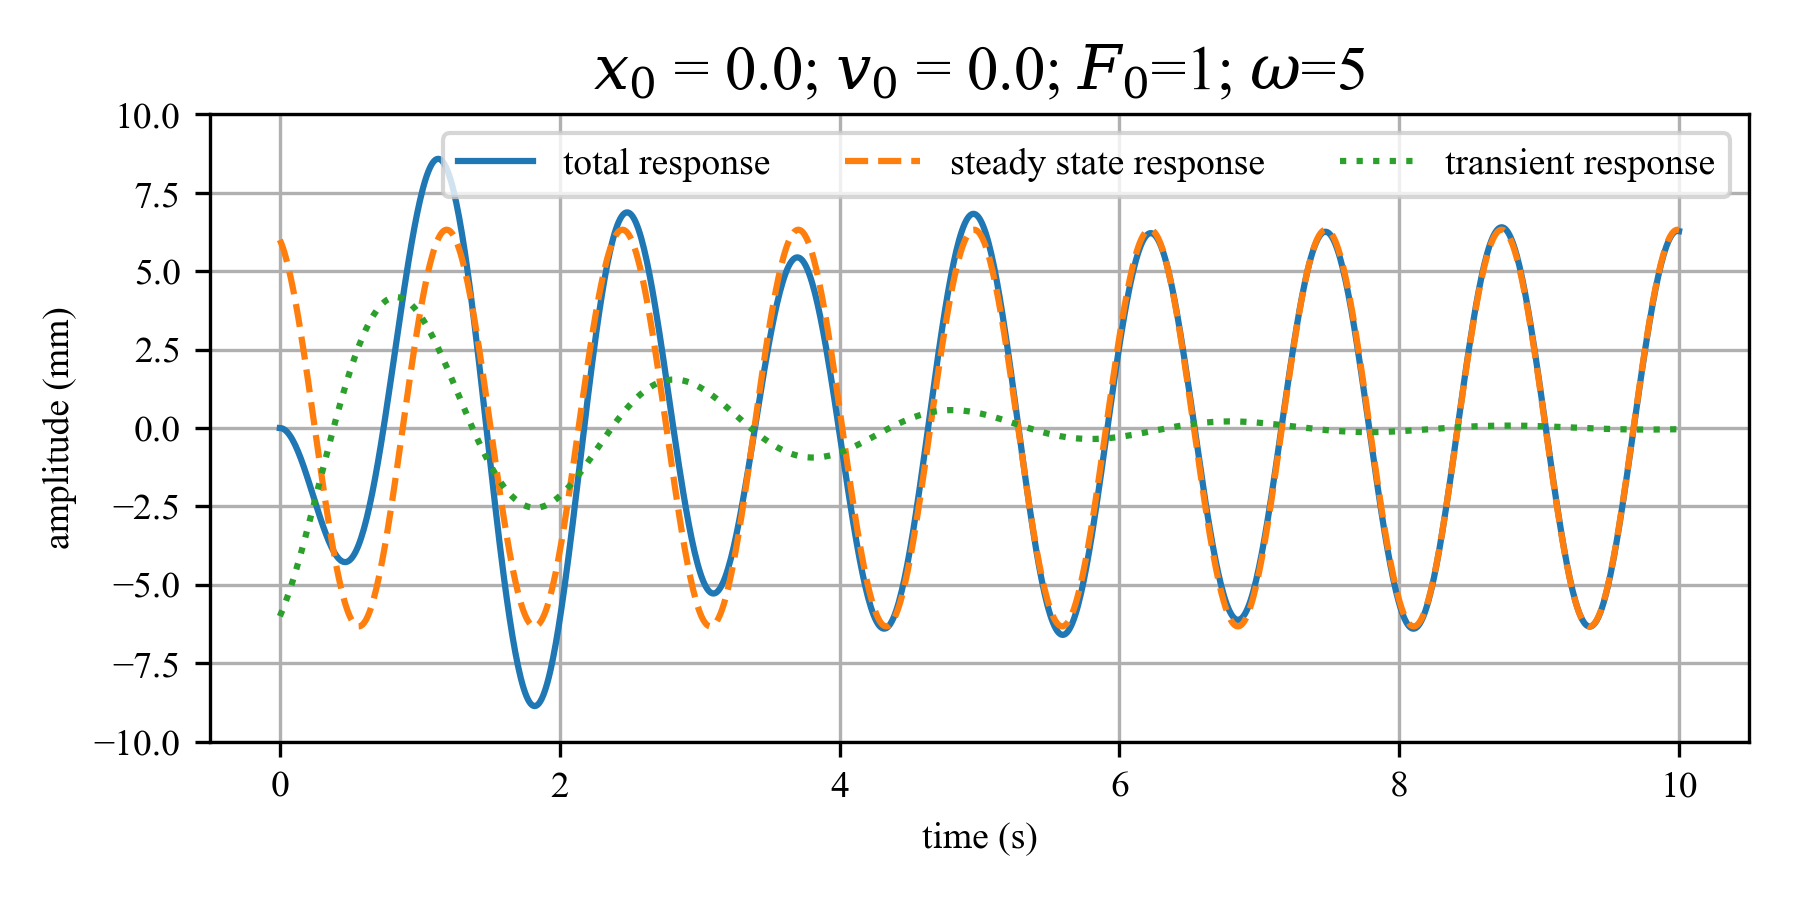 x₀ = 0.0; v₀ = 0.0; F₀=1; ω=5
total response
steady state response
transient response
10.0
7.5
5.0
2.5
0.0
−2.5
−5.0
−7.5
−10.0
amplitude (mm)
0 2 4 6 8 10
time (s)